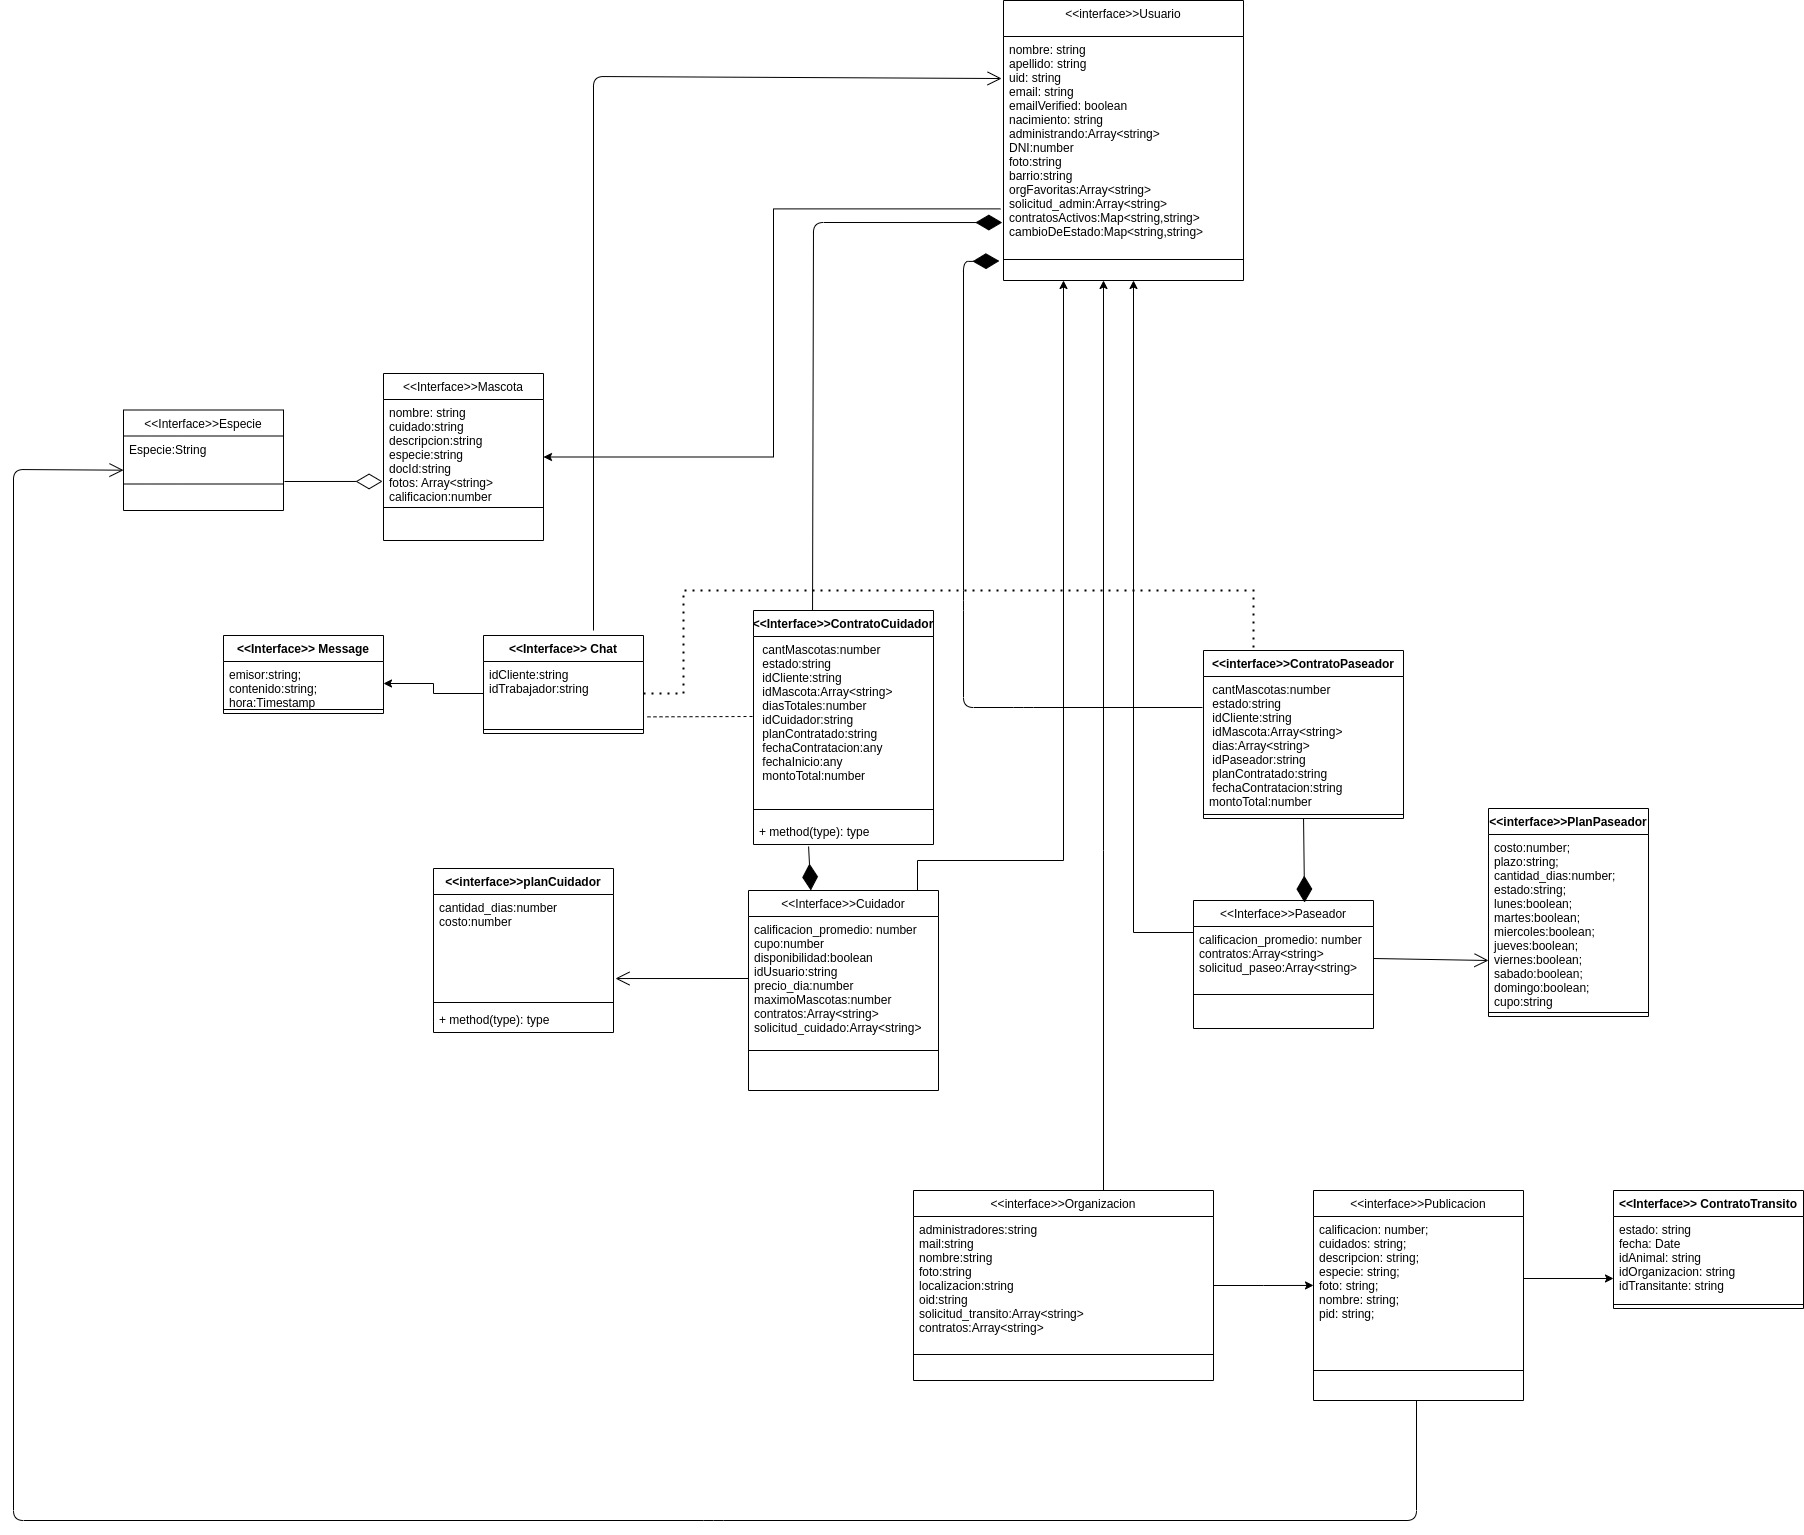 <<interface>>Usuario
nombre: string
apellido: string
uid: string
email: string
emailVerified: boolean
nacimiento: string
administrando:Array<string>
DNI:number
foto:string
barrio:string
orgFavoritas:Array<string>
solicitud_admin:Array<string>
contratosActivos:Map<string,string>
cambioDeEstado:Map<string,string>
<<Interface>>Mascota
nombre: string
cuidado:string
descripcion:string
especie:string
docId:string
fotos: Array<string>
calificacion:number
<<Interface>>Especie
Especie:String
<<Interface>> Message
emisor:string;
contenido:string;
hora:Timestamp
<<Interface>> Chat
idCliente:string
idTrabajador:string
<<Interface>>ContratoCuidador
cantMascotas:number
estado:string
idCliente:string
idMascota:Array<string>
diasTotales:number
idCuidador:string
planContratado:string
fechaContratacion:any
fechaInicio:any
montoTotal:number
+ method(type): type
<<interface>>ContratoPaseador
cantMascotas:number
estado:string
idCliente:string
idMascota:Array<string>
dias:Array<string>
idPaseador:string
planContratado:string
fechaContratacion:string
montoTotal:number
<<interface>>PlanPaseador
costo:number;
plazo:string;
cantidad_dias:number;
estado:string;
lunes:boolean;
martes:boolean;
miercoles:boolean;
jueves:boolean;
viernes:boolean;
sabado:boolean;
domingo:boolean;
cupo:string
<<interface>>planCuidador
cantidad_dias:number
costo:number
+ method(type): type
<<Interface>>Cuidador
calificacion_promedio: number
cupo:number
disponibilidad:boolean
idUsuario:string
precio_dia:number
maximoMascotas:number
contratos:Array<string>
solicitud_cuidado:Array<string>
<<Interface>>Paseador
calificacion_promedio: number
contratos:Array<string>
solicitud_paseo:Array<string>
<<interface>>Organizacion
administradores:string
mail:string
nombre:string
foto:string
localizacion:string
oid:string
solicitud_transito:Array<string>
contratos:Array<string>
<<interface>>Publicacion
calificacion: number;
cuidados: string;
descripcion: string;
especie: string;
foto: string;
nombre: string;
pid: string;
<<Interface>> ContratoTransito
estado: string
fecha: Date
idAnimal: string
idOrganizacion: string
idTransitante: string